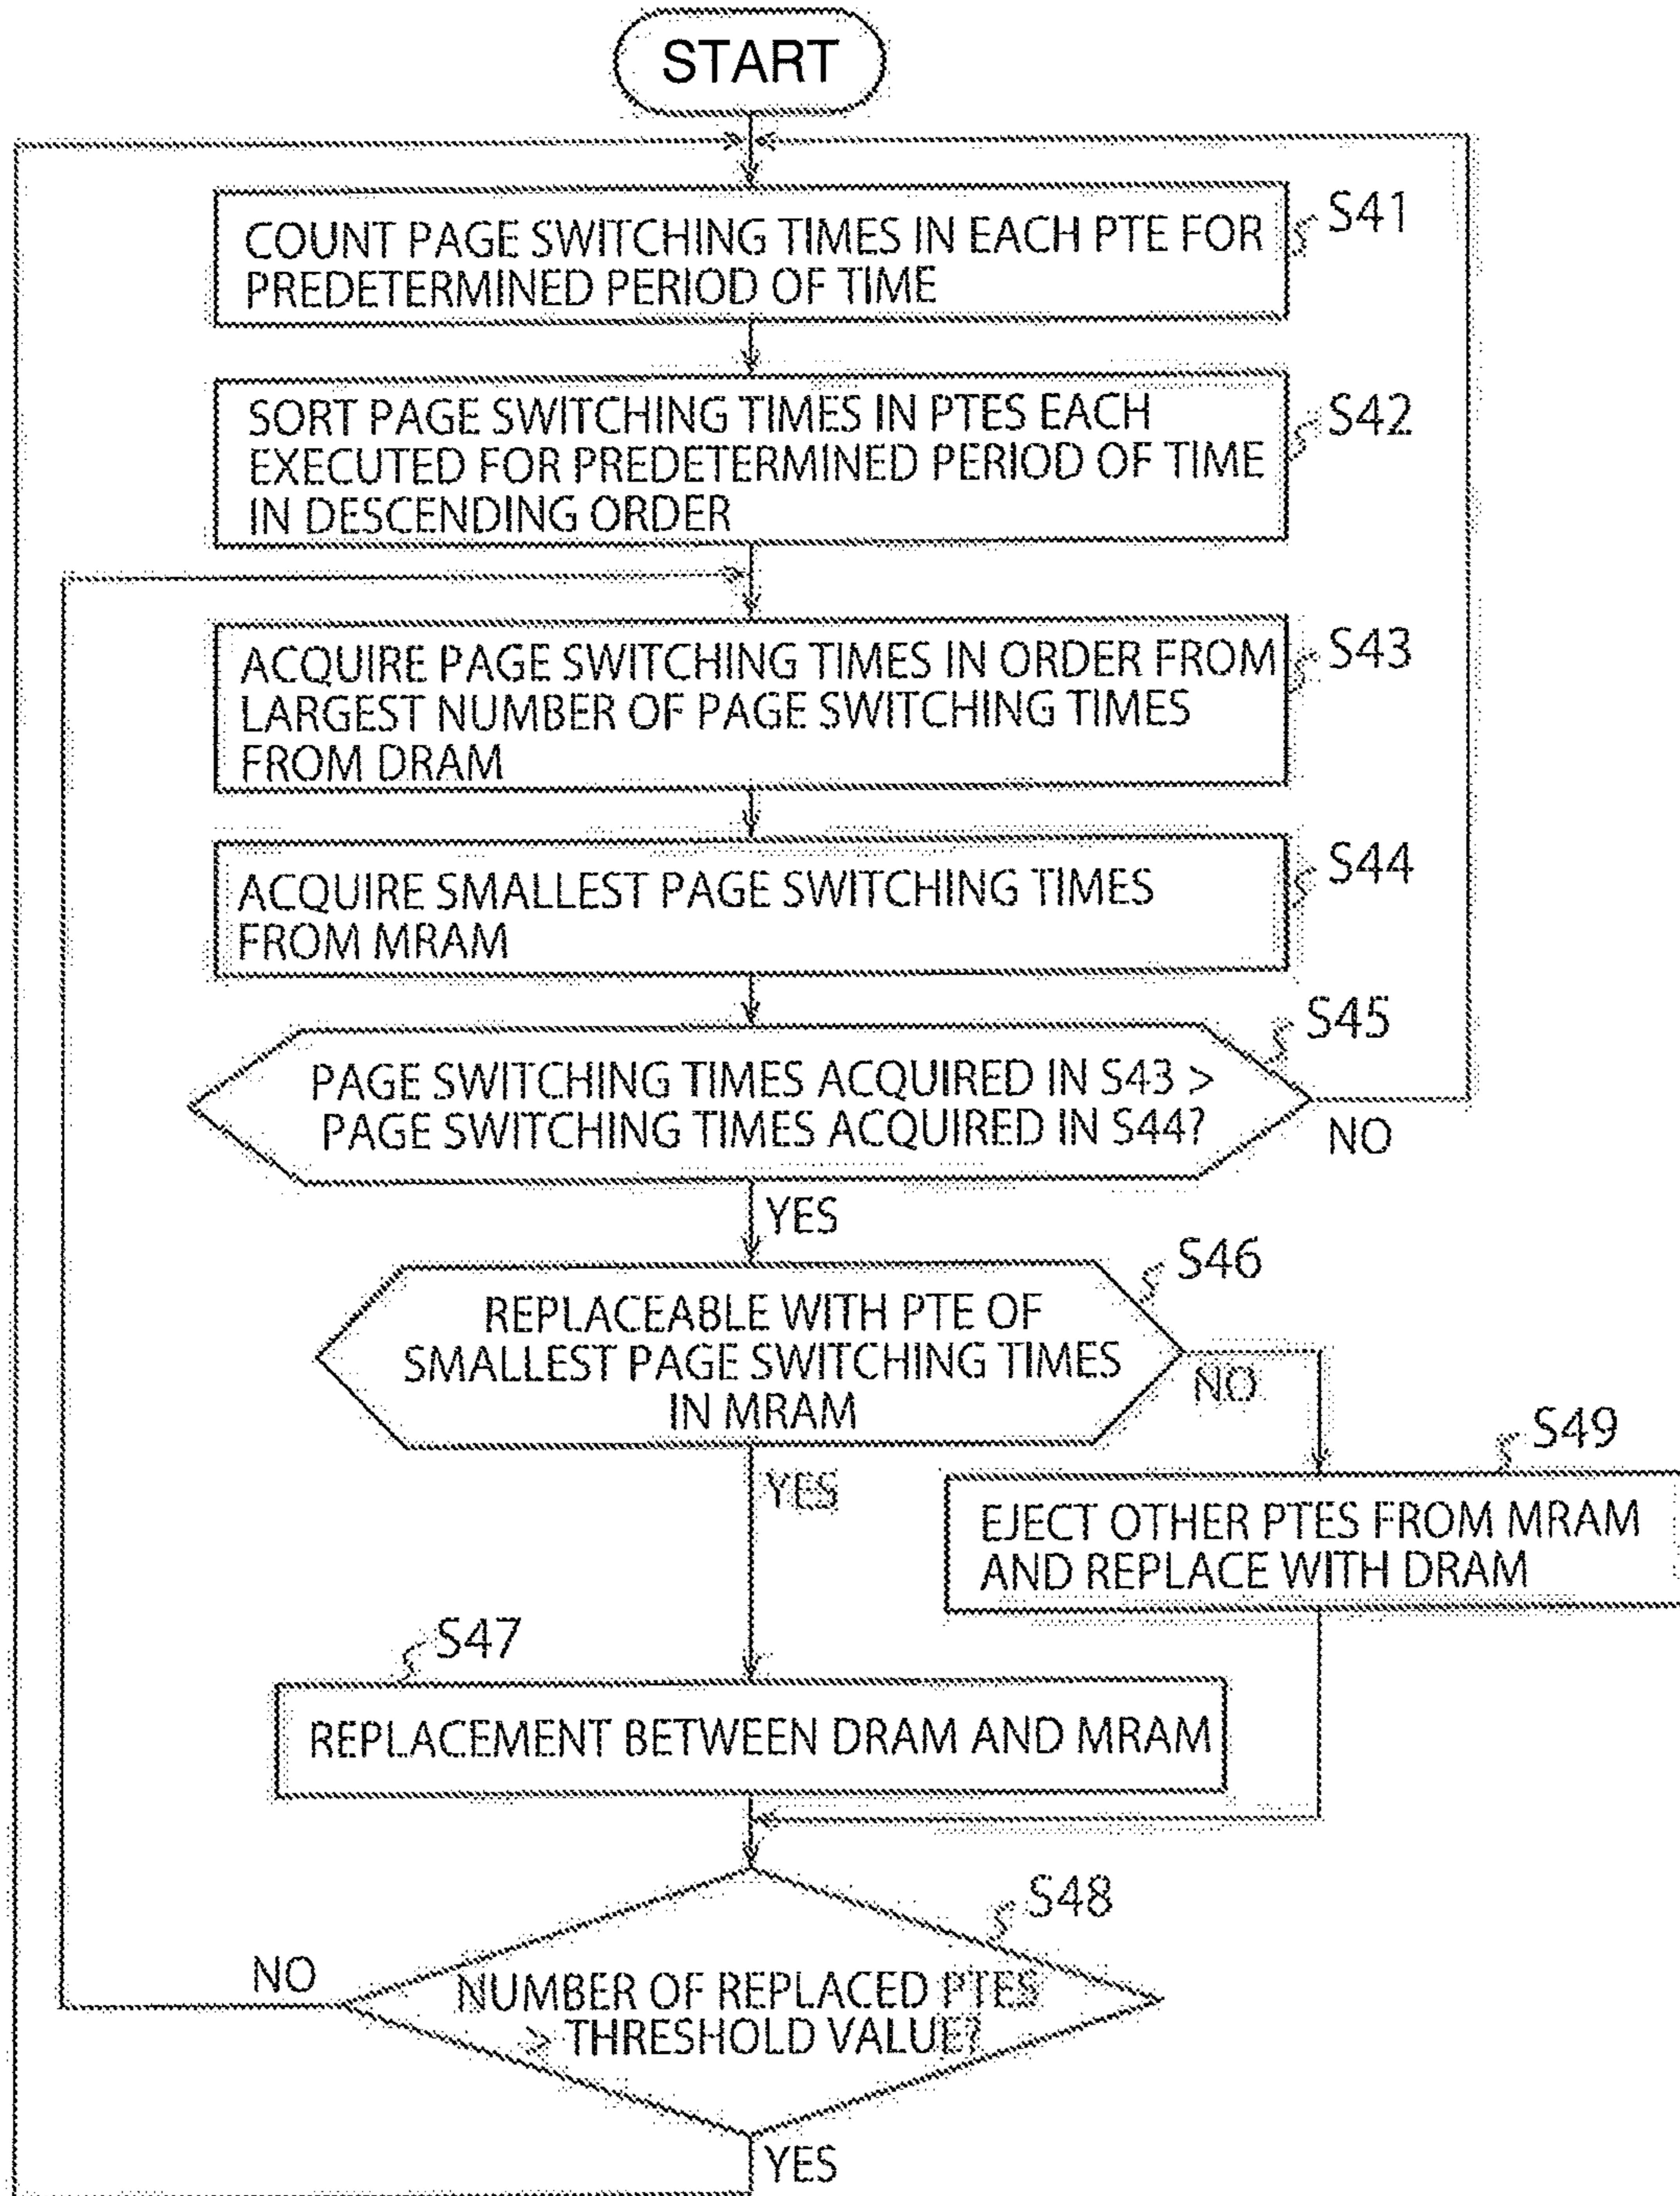 START
COUNT PAGE SWITCHING TIMES IN EACH PTE FOR
PREDETERMINED PERIOD OF TIME
S41
SORT PAGE SWITCHING TIMES IN PTES EACH
EXECUTED FOR PREDETERMINED PERIOD OF TIME
IN DESCENDING ORDER
S42
ACQUIRE PAGE SWITCHING TIMES IN ORDER FROM
LARGEST NUMBER OF PAGE SWITCHING TIMES
FROM DRAM
S43
ACQUIRE SMALLEST PAGE SWITCHING TIMES
FROM MRAM
S44
S45
PAGE SWITCHING TIMES ACQUIRED IN S43 >
PAGE SWITCHING TIMES ACQUIRED IN S44?
NO
YES
S46
REPLACEABLE WITH PTE OF
SMALLEST PAGE SWITCHING TIMES
IN MRAM
NO
YES
S49
EJECT OTHER PTES FROM MRAM
AND REPLACE WITH DRAM
S47
REPLACEMENT BETWEEN DRAM AND MRAM
S48
NO
NUMBER OF REPLACED PTES
> THRESHOLD VALUE?
YES